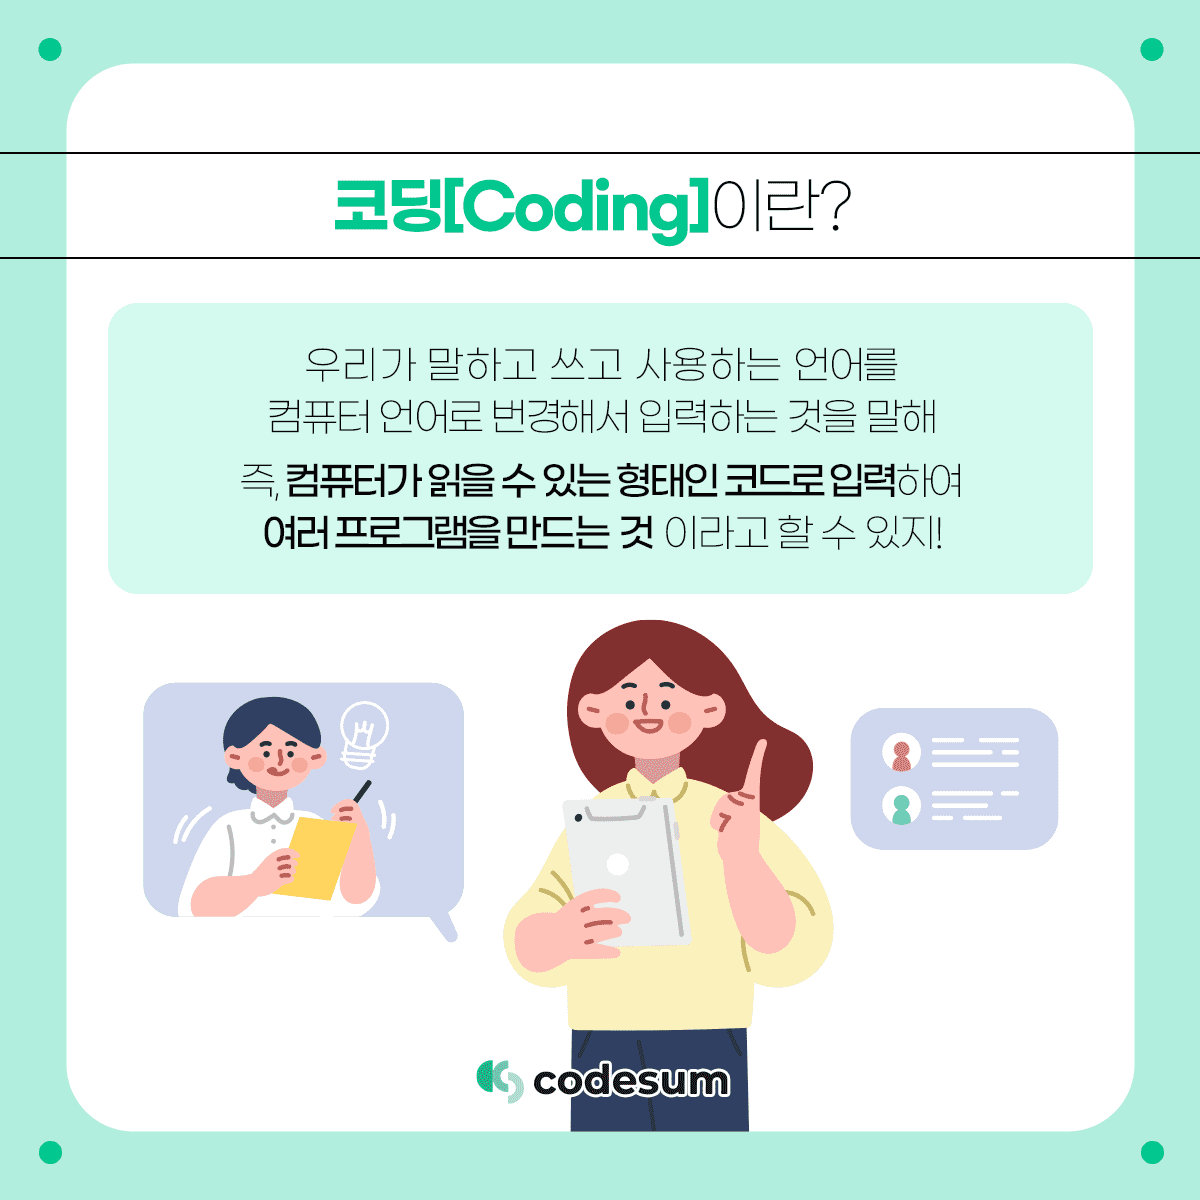 코딩[Coding]이란?
우리가 말하고 쓰고 사용하는 언어를
컴퓨터 언어로 변경해서 입력하는 것을 말해
즉, 컴퓨터가 읽을 수 있는 형태인 코드로 입력하여
여러 프로그램을 만드는 것 이라고 할 수 있지!
codesum